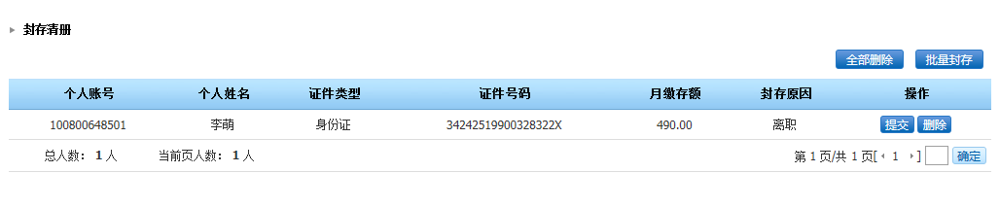 封存清册
全部删除 批量封存
个人账号 个人姓名 证件类型 证件号码 月缴存额 封存原因 操作
100800648501 李萌 身份证 34242519900328322X 490.00 离职 提交 删除
总人数： 1 人 当前页人数： 1 人 第 1 页/共 1 页[ 1 ] 确定